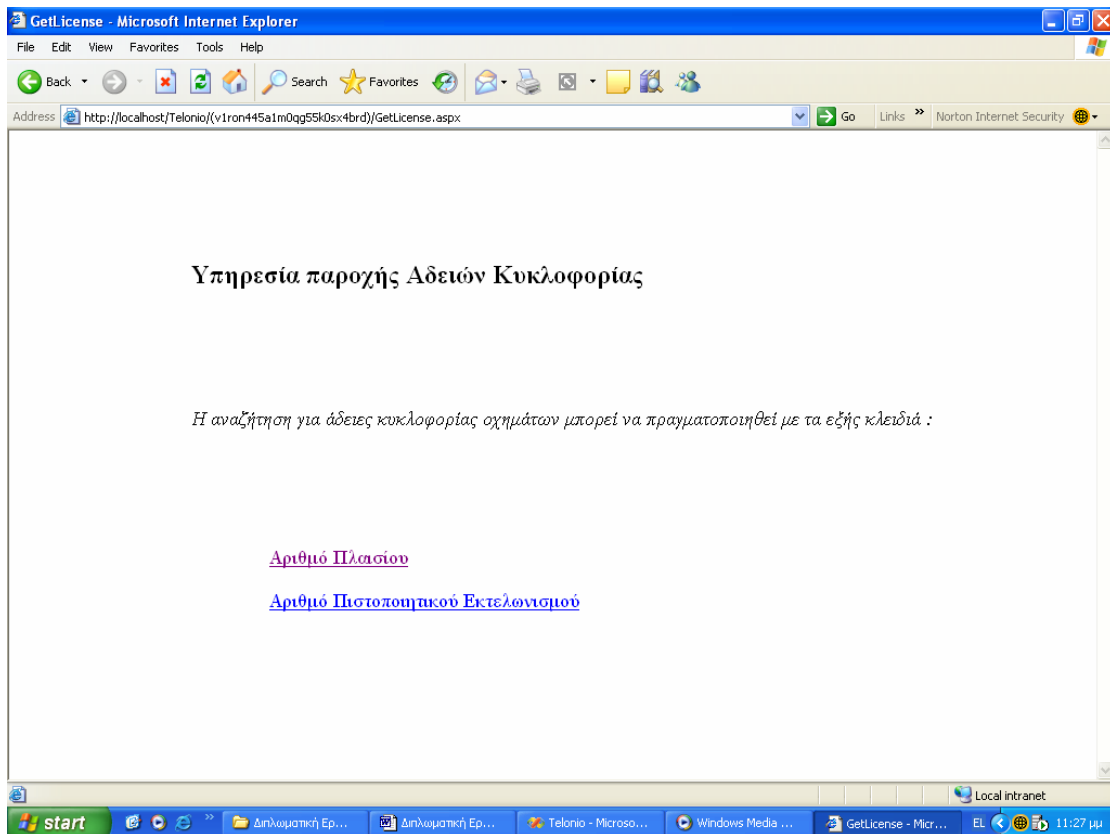 GetLicense - Microsoft Internet Explorer
File Edit View Favorites Tools Help
Back Search Favorites
Address http://localhost/Telonio/(v1ron445a1m0qg55k0sx4brd)/GetLicense.aspx Go Links » Norton Internet Security
Υπηρεσία παροχής Αδειών Κυκλοφορίας
Η αναζήτηση για άδειες κυκλοφορίας οχημάτων μπορεί να πραγματοποιηθεί με τα εξής κλειδιά :
Αριθμό Πλαισίου
Αριθμό Πιστοποιητικού Εκτελωνισμού
Local intranet
start » Διπλωματική Ερ... Διπλωματική Ερ... Telonio - Microso... Windows Media ... GetLicense - Micr... EL 11:27 μμ